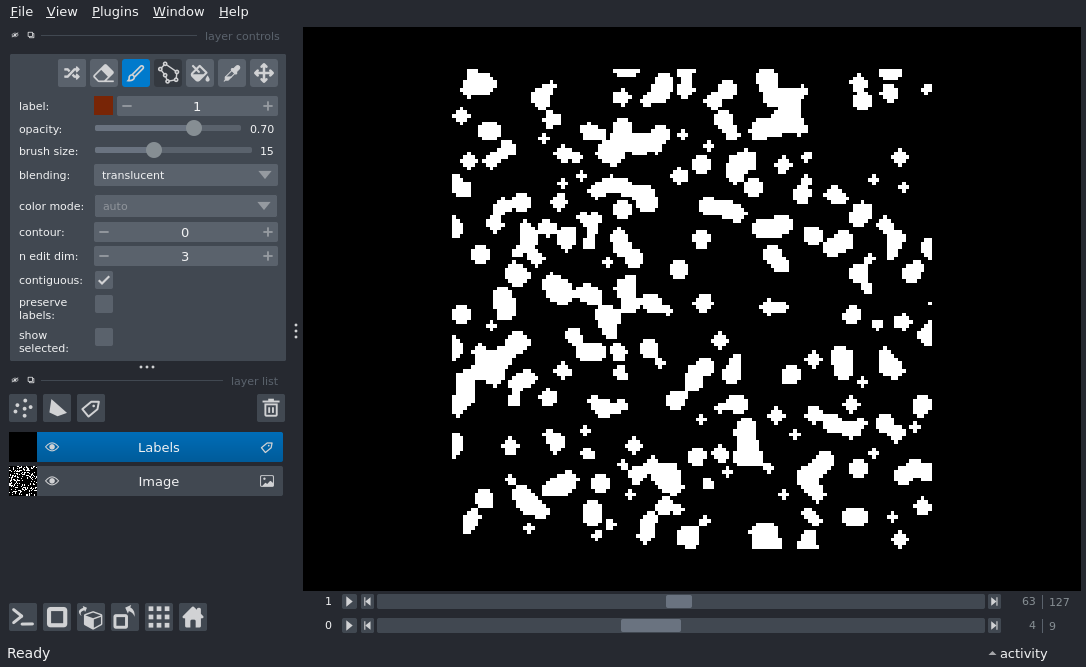 File View Plugins Window Help
layer controls
label: 1
opacity: 0.70
brush size: 15
blending: translucent
color mode: auto
contour: 0
n edit dim: 3
contiguous:
preserve
labels:
show
selected:
layer list
Labels
Image
1 63 127
0 4 9
Ready activity